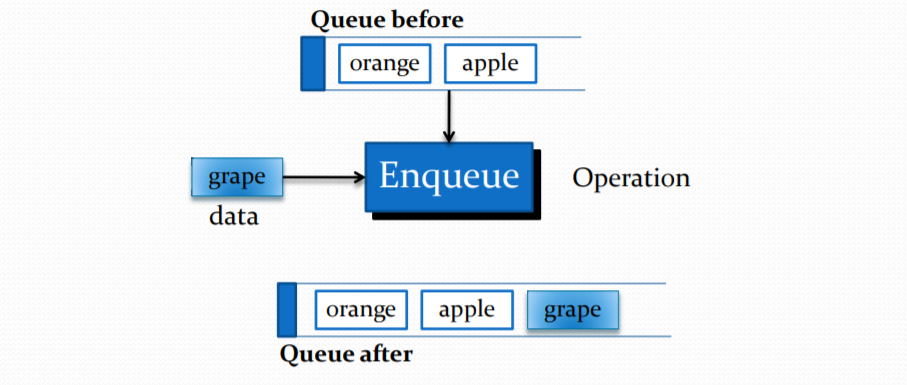 Queue before
orange apple
grape
Enqueue
Operation
data
orange apple grape
Queue after